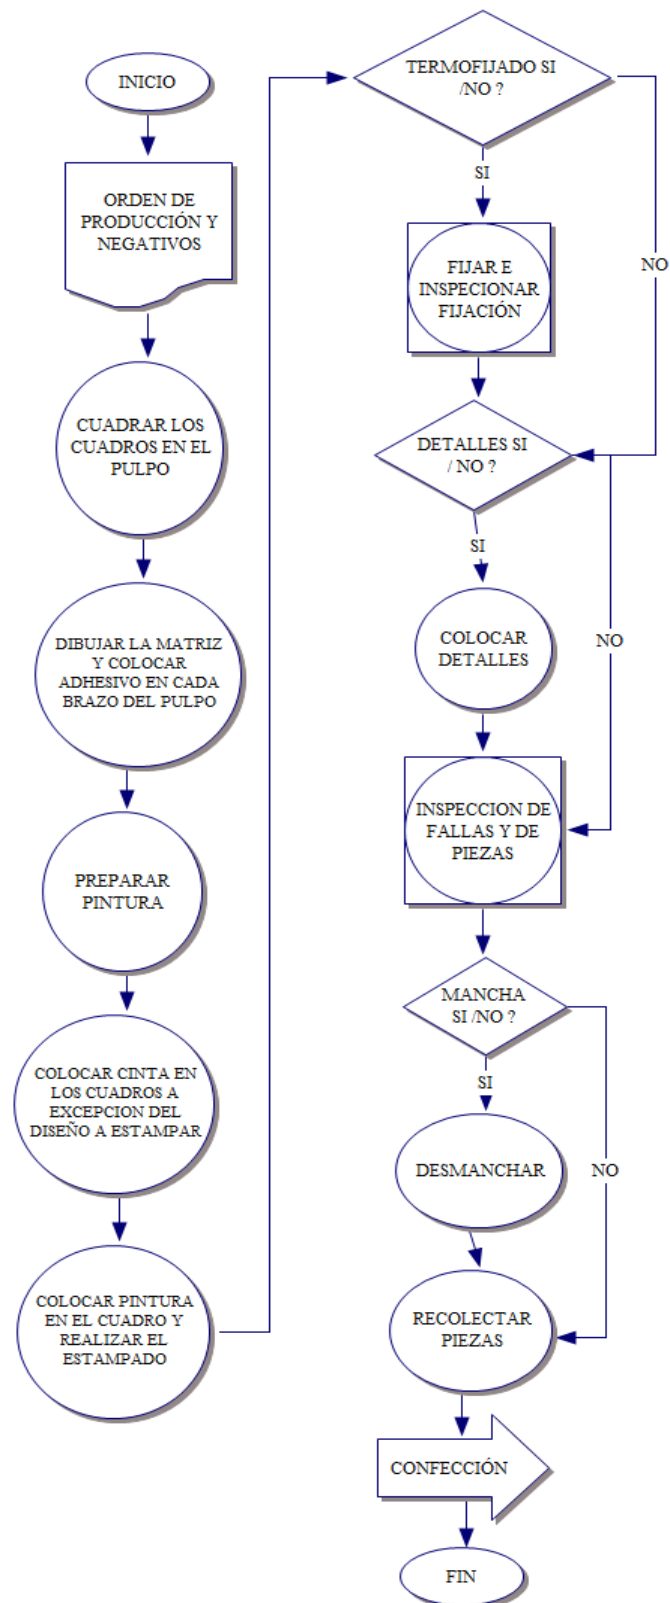 INICIO
ORDEN DE
PRODUCCIÓN Y
NEGATIVOS
CUADRAR LOS
CUADROS EN EL
PULPO
DIBUJAR LA MATRIZ
Y COLOCAR
ADHESIVO EN CADA
BRAZO DEL PULPO
PREPARAR
PINTURA
COLOCAR CINTA EN
LOS CUADROS A
EXCEPCION DEL
DISEÑO A ESTAMPAR
COLOCAR PINTURA
EN EL CUADRO Y
REALIZAR EL
ESTAMPADO
TERMOFIJADO SI
/NO ?
SI
NO
FIJAR E
INSPECIONAR
FIJACIÓN
DETALLES SI
/ NO ?
SI
NO
COLOCAR
DETALLES
INSPECCION DE
FALLAS Y DE
PIEZAS
MANCHA
SI /NO ?
SI
NO
DESMANCHAR
RECOLECTAR
PIEZAS
CONFECCIÓN
FIN